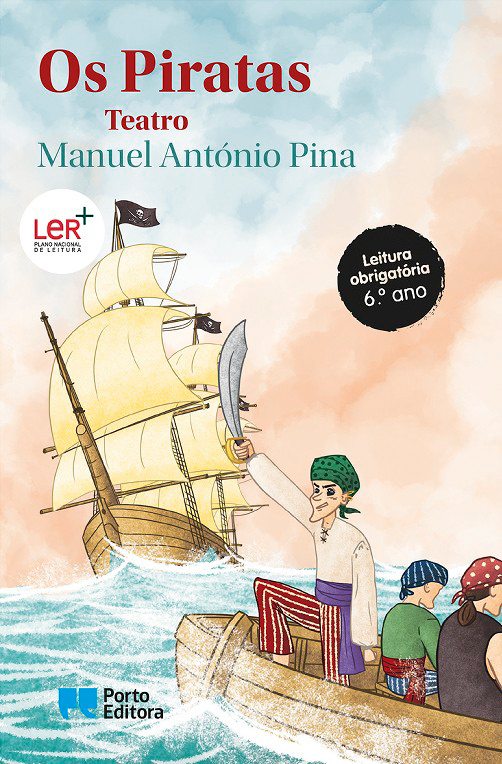 Os Piratas
Teatro
Manuel António Pina
LeR+
PLANO NACIONAL
DE LEITURA
Leitura
obrigatória
6.º ano
Porto
Editora